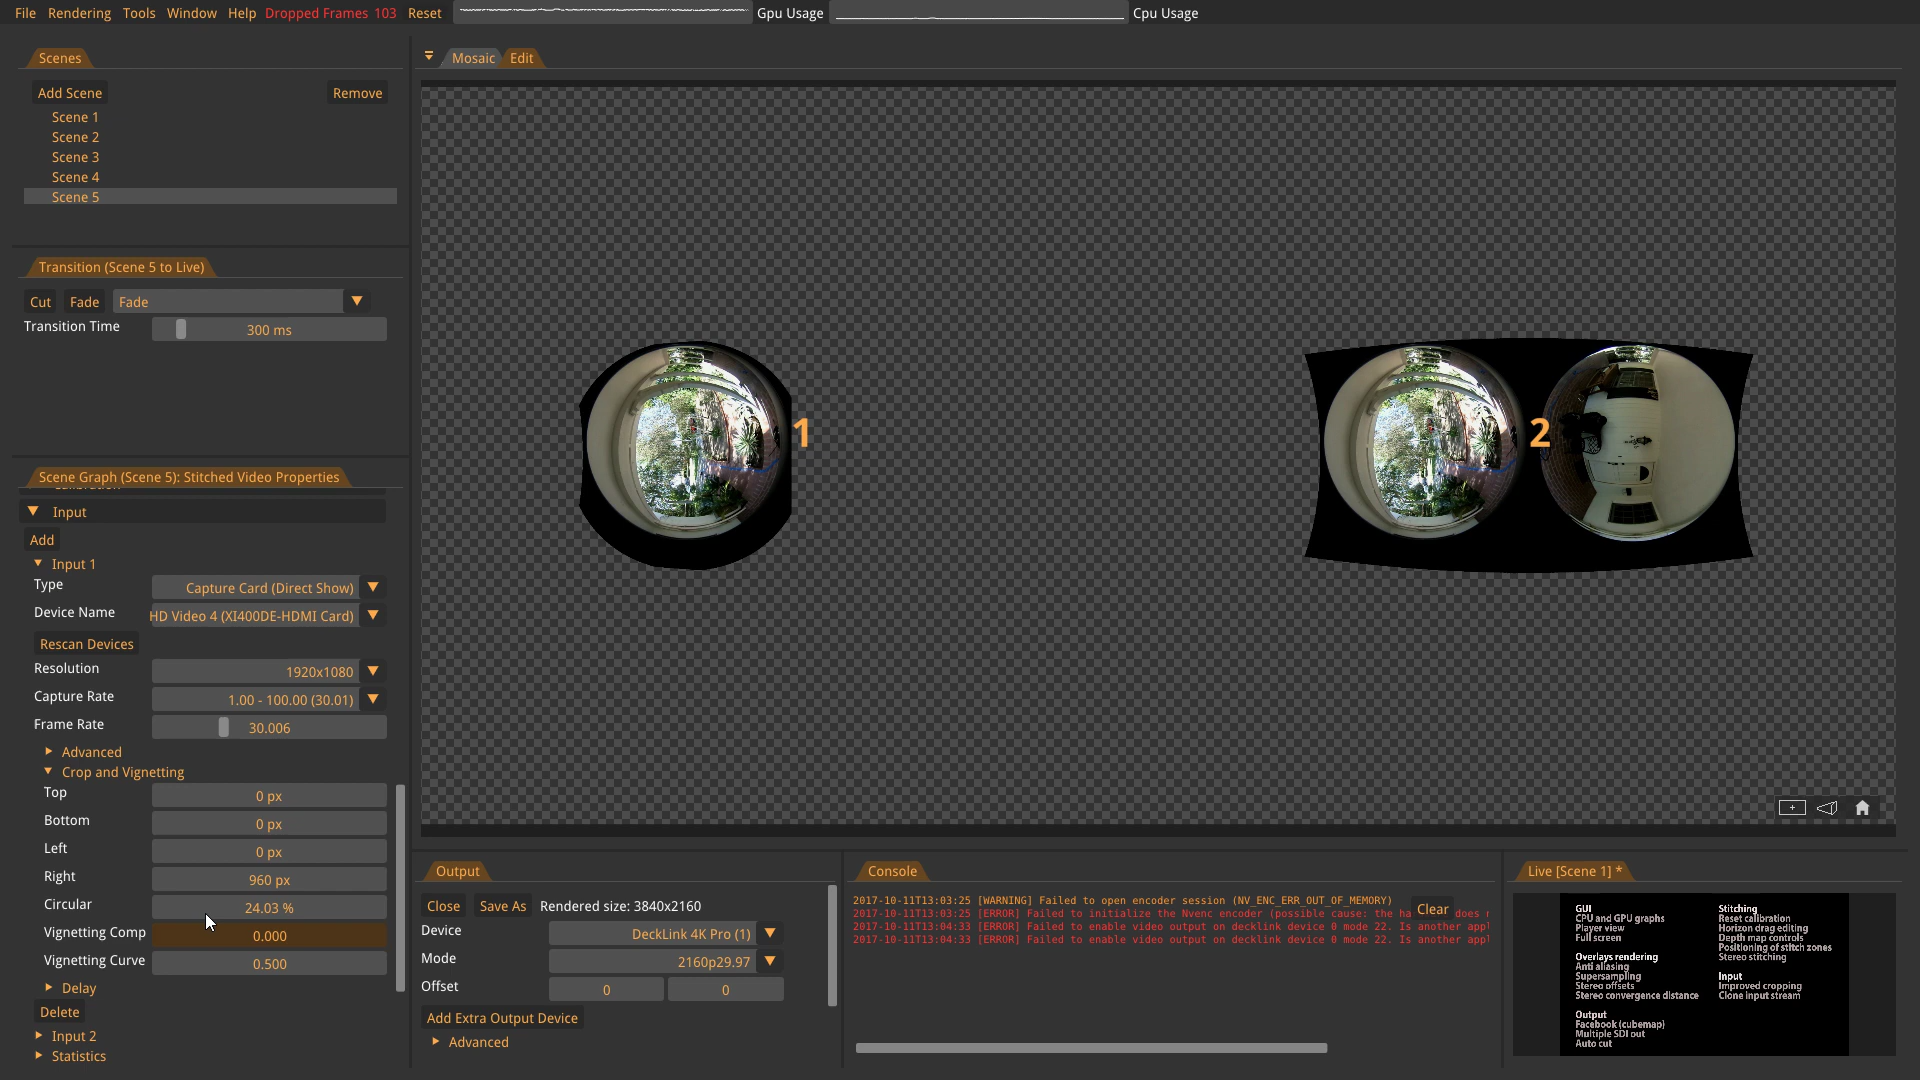 File Rendering Tools Window Help Dropped Frames 103 Reset Gpu Usage Cpu Usage
Scenes
Add Scene Remove
Scene 1
Scene 2
Scene 3
Scene 4
Scene 5
Transition (Scene 5 to Live)
Cut Fade Fade
Transition Time 300 ms
Scene Graph (Scene 5): Stitched Video Properties
Input
Add
Input 1
Type Capture Card (Direct Show)
Device Name HD Video 4 (XI400DE-HDMI Card)
Rescan Devices
Resolution 1920x1080
Capture Rate 1.00 - 100.00 (30.01)
Frame Rate 30.006
Advanced
Crop and Vignetting
Top 0 px
Bottom 0 px
Left 0 px
Right 960 px
Circular 24.03 %
Vignetting Comp 0.000
Vignetting Curve 0.500
Delay
Delete
Input 2
Statistics
Mosaic Edit
1 2
Output
Close Save As Rendered size: 3840x2160
Device DeckLink 4K Pro (1)
Mode 2160p29.97
Offset 0 0
Add Extra Output Device
Advanced
Console
Clear
2017-10-11T13:03:25 [WARNING] Failed to open encoder session (NV_ENC_ERR_OUT_OF_MEMORY)
2017-10-11T13:03:25 [ERROR] Failed to initialize the Nvenc encoder (possible cause: the ha does
2017-10-11T13:04:33 [ERROR] Failed to enable video output on decklink device 0 mode 22. Is another appl
2017-10-11T13:04:33 [ERROR] Failed to enable video output on decklink device 0 mode 22. Is another appl
Live [Scene 1] *
GUI
CPU and GPU graphs
Player view
Full screen
Overlays rendering
Anti aliasing
Supersampling
Stereo offsets
Stereo convergence distance
Output
Facebook (cubemap)
Multiple SDI out
Auto cut
Stitching
Reset calibration
Horizon drag editing
Depth map controls
Positioning of stitch zones
Stereo stitching
Input
Improved cropping
Clone input stream